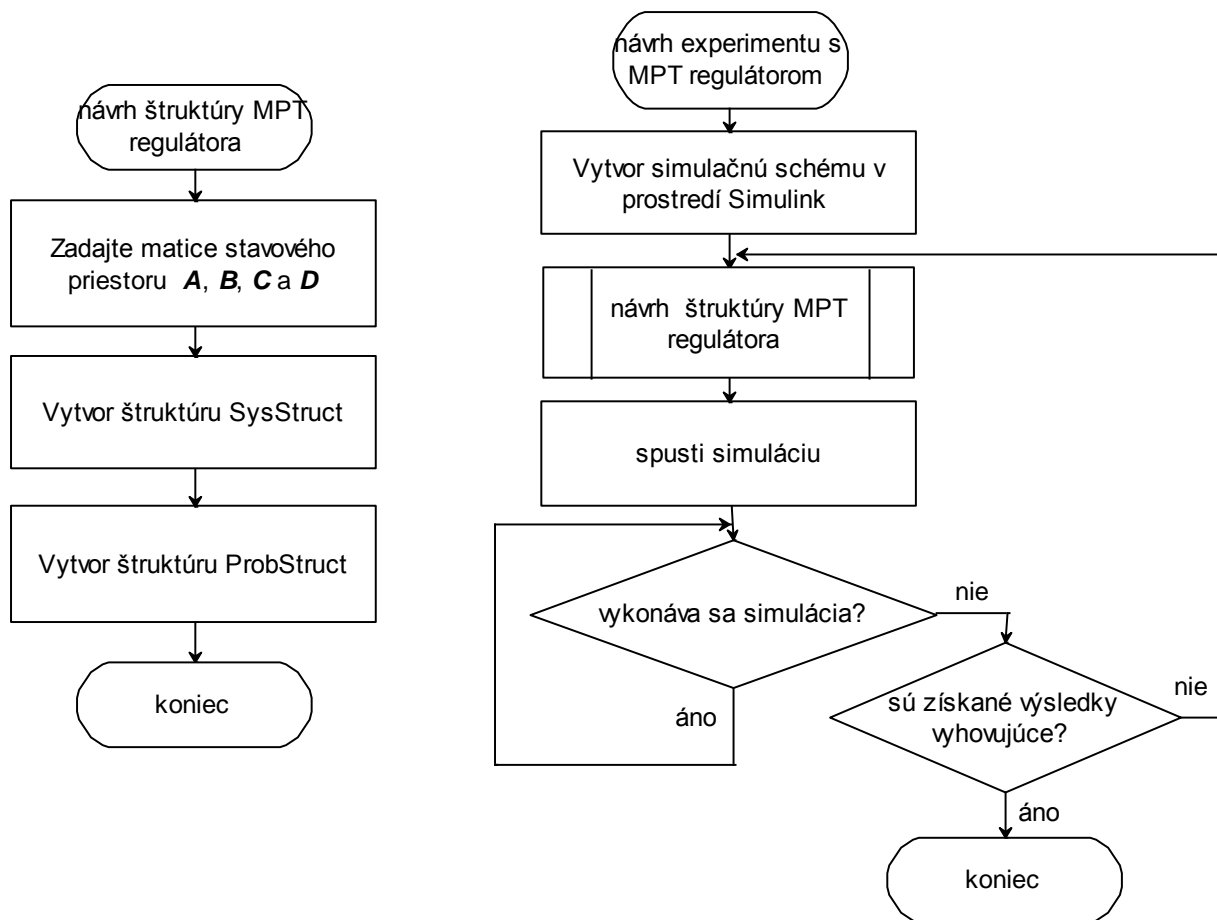 návrh štruktúry MPT
regulátora
Zadajte matice stavového
priestoru A, B, C a D
Vytvor štruktúru SysStruct
Vytvor štruktúru ProbStruct
koniec
návrh experimentu s
MPT regulátorom
Vytvor simulačnú schému v
prostredí Simulink
návrh štruktúry MPT
regulátora
spusti simuláciu
vykonáva sa simulácia?
nie
áno
sú získané výsledky
vyhovujúce?
nie
áno
koniec